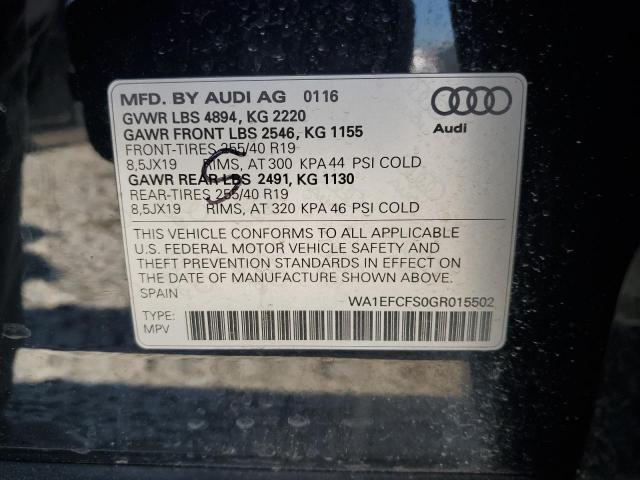 MFD. BY AUDI AG 0116
GVWR LBS 4894, KG 2220
GAWR FRONT LBS 2546, KG 1155
FRONT-TIRES 255/40 R19
8,5JX19 RIMS, AT 300 KPA 44 PSI COLD
GAWR REAR LBS 2491, KG 1130
REAR-TIRES 255/40 R19
8,5JX19 RIMS, AT 320 KPA 46 PSI COLD
Audi
THIS VEHICLE CONFORMS TO ALL APPLICABLE
U.S. FEDERAL MOTOR VEHICLE SAFETY AND
THEFT PREVENTION STANDARDS IN EFFECT ON
THE DATE OF MANUFACTURE SHOWN ABOVE.
SPAIN WA1EFCFS0GR015502
TYPE:
MPV